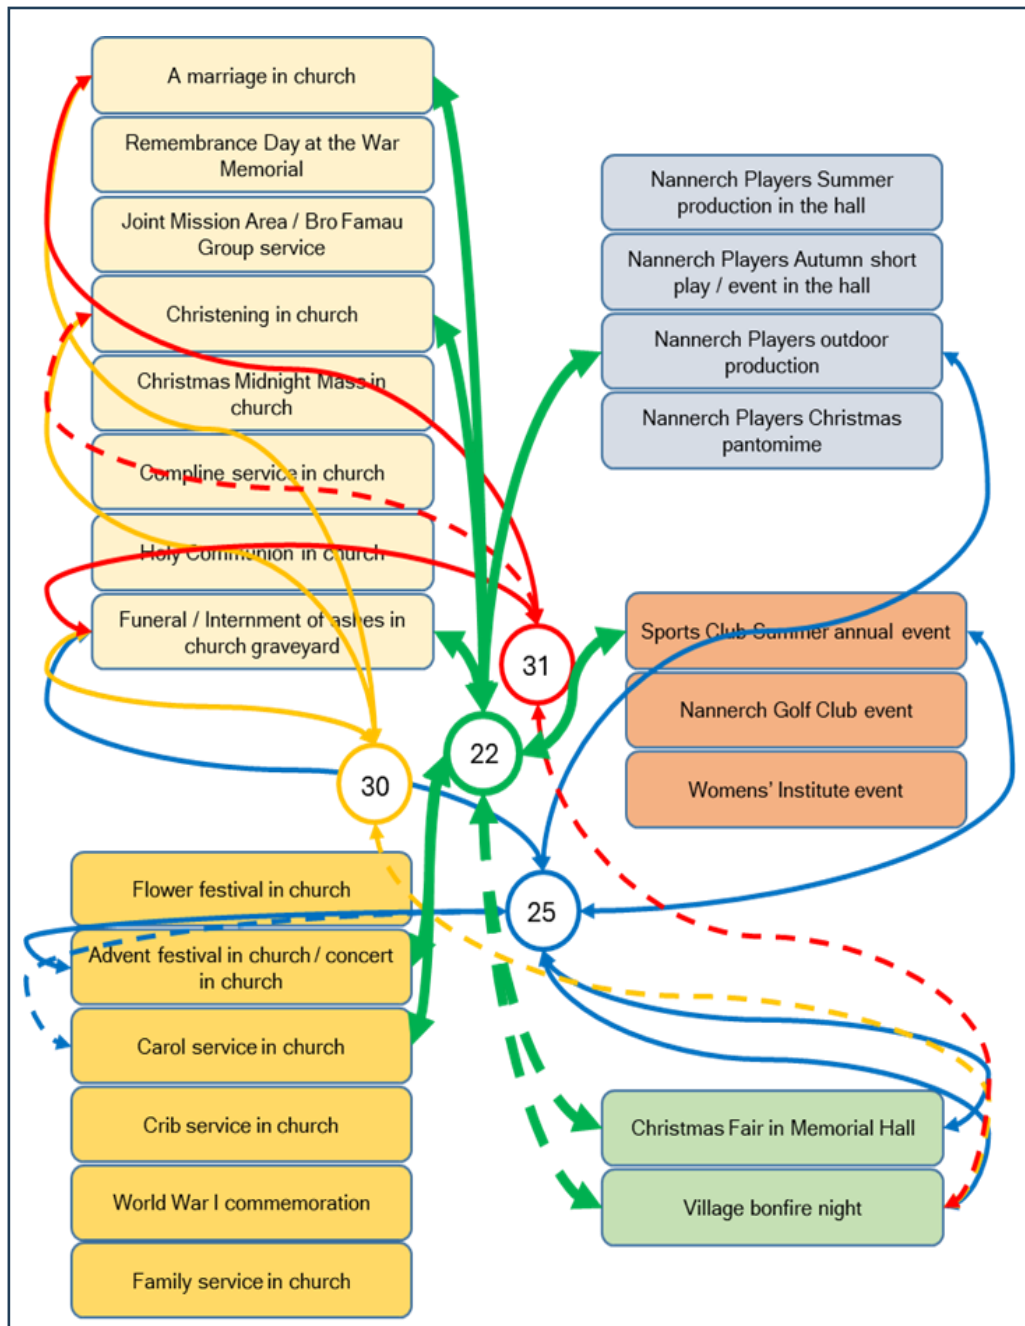 A marriage in church
Remembrance Day at the War
Memorial
Joint Mission Area / Bro Famau
Group service
Christening in church
Christmas Midnight Mass in
church
Compline service in church
Holy Communion in church
Funeral / Internment of ashes in
church graveyard
Nannerch Players Summer
production in the hall
Nannerch Players Autumn short
play / event in the hall
Nannerch Players outdoor
production
Nannerch Players Christmas
pantomime
31
22
30
25
Sports Club Summer annual event
Nannerch Golf Club event
Womens' Institute event
Flower festival in church
Advent festival in church / concert
in church
Carol service in church
Crib service in church
World War I commemoration
Family service in church
Christmas Fair in Memorial Hall
Village bonfire night